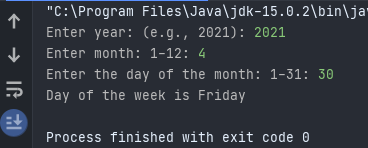 "C:\Program Files\Java\jdk-15.0.2\bin\jav
Enter year: (e.g., 2021): 2021
Enter month: 1-12: 4
Enter the day of the month: 1-31: 30
Day of the week is Friday
Process finished with exit code 0